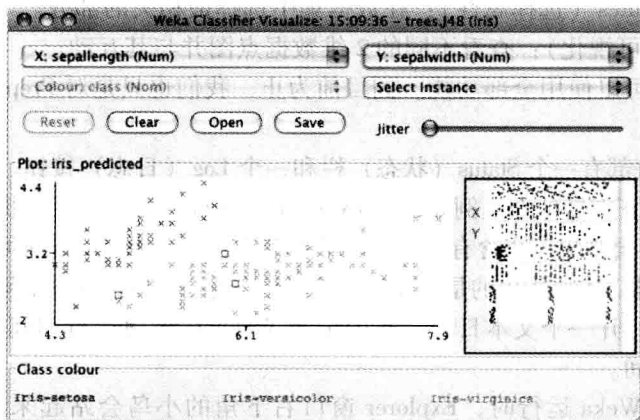 Weka Classifier Visualize: 15:09:36 – trees.J48 (iris)
X: sepallength (Num)
Y: sepalwidth (Num)
Colour: class (Nom)
Select Instance
Reset
Clear
Open
Save
Jitter
Plot: iris_predicted
4.4
3.2
2
4.3
6.1
7.9
X
Y
Class colour
Iris-setosa
Iris-versicolor
Iris-virginica